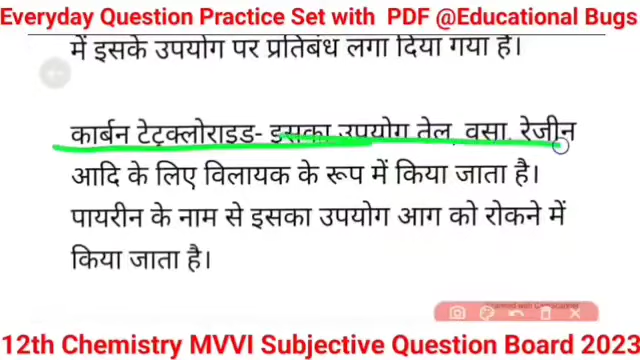 Everyday Question Practice Set with PDF @Educational Bugs
में इसके उपयोग पर प्रतिबंध लगा दिया गया है।
कार्बन टेट्रक्लोराइड- इसका उपयोग तेल, वसा, रेजीन
आदि के लिए विलायक के रूप में किया जाता है।
पायरीन के नाम से इसका उपयोग आग को रोकने में
किया जाता है।
12th Chemistry MVVI Subjective Question Board 2023